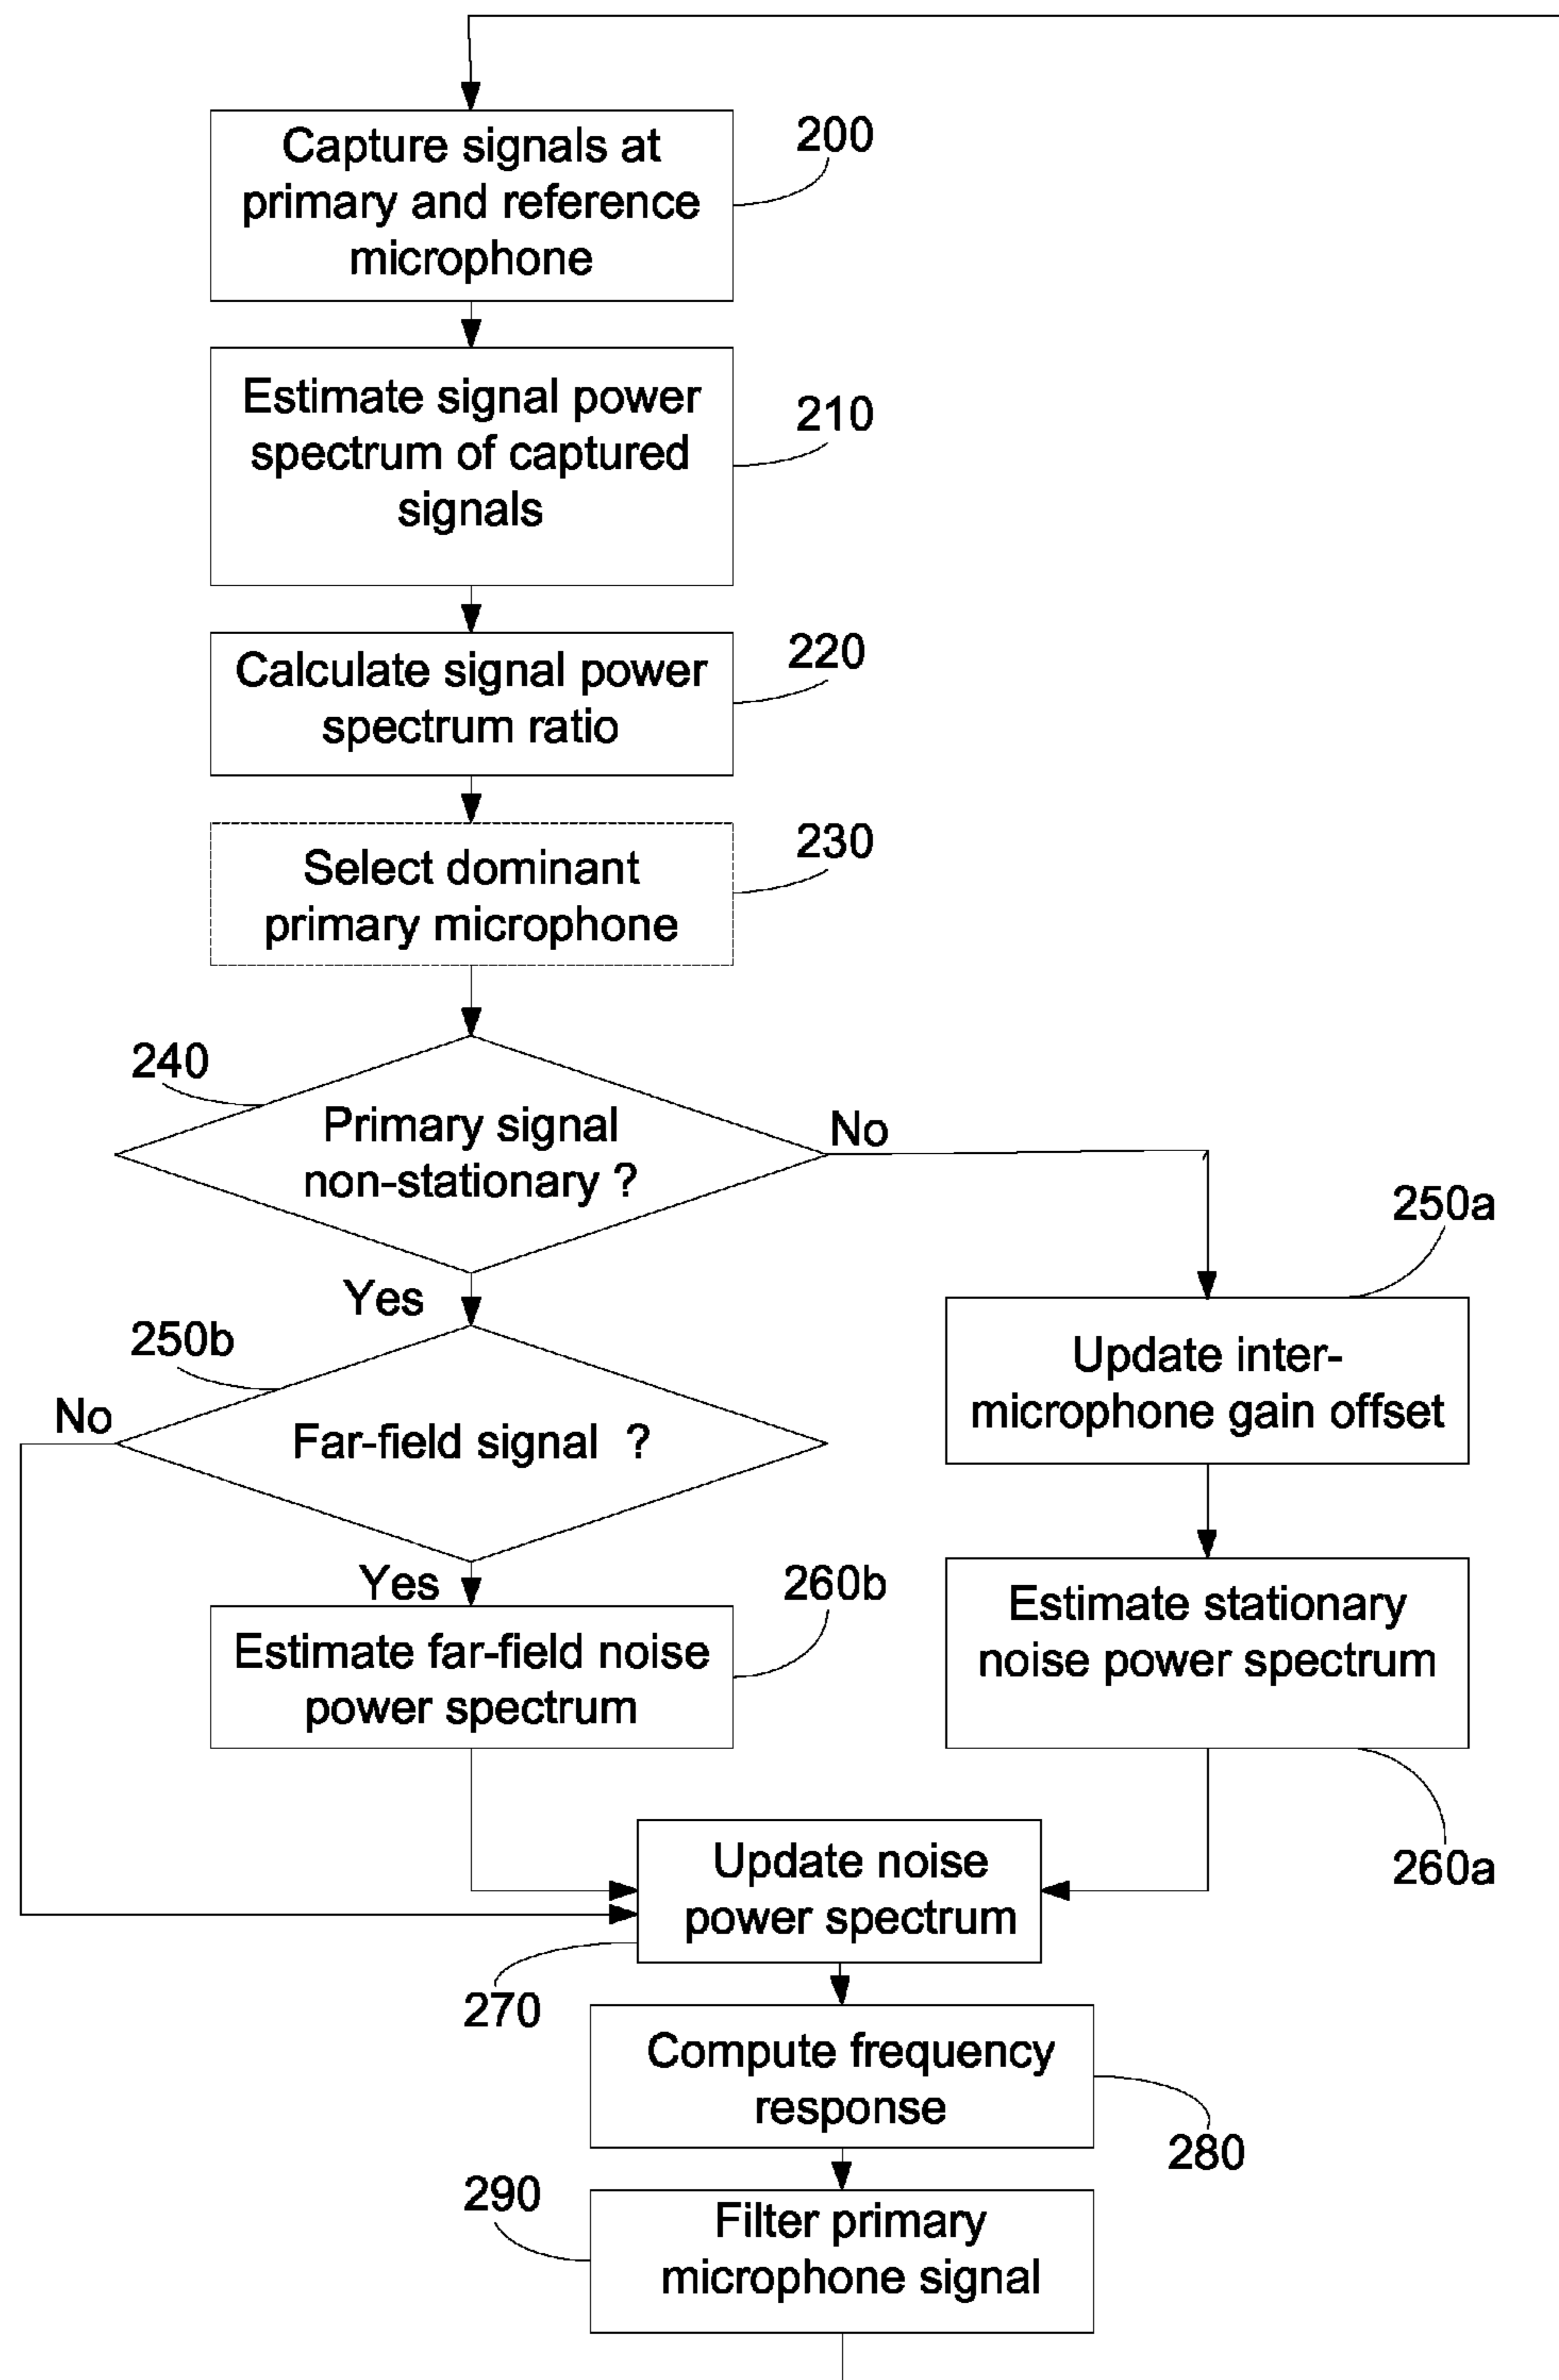 Capture signals at
primary and reference
microphone
200
Estimate signal power
spectrum of captured
signals
210
Calculate signal power
spectrum ratio
220
Select dominant
primary microphone
230
240
Primary signal
non-stationary ?
No
Yes
250a
Update inter-
microphone gain offset
250b
No
Far-field signal ?
Yes
260b
Estimate far-field noise
power spectrum
Estimate stationary
noise power spectrum
260a
Update noise
power spectrum
270
Compute frequency
response
280
290
Filter primary
microphone signal